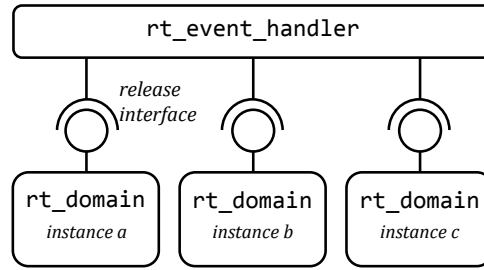 rt_event_handler
release
interface
rt_domain
instance a
rt_domain
instance b
rt_domain
instance c